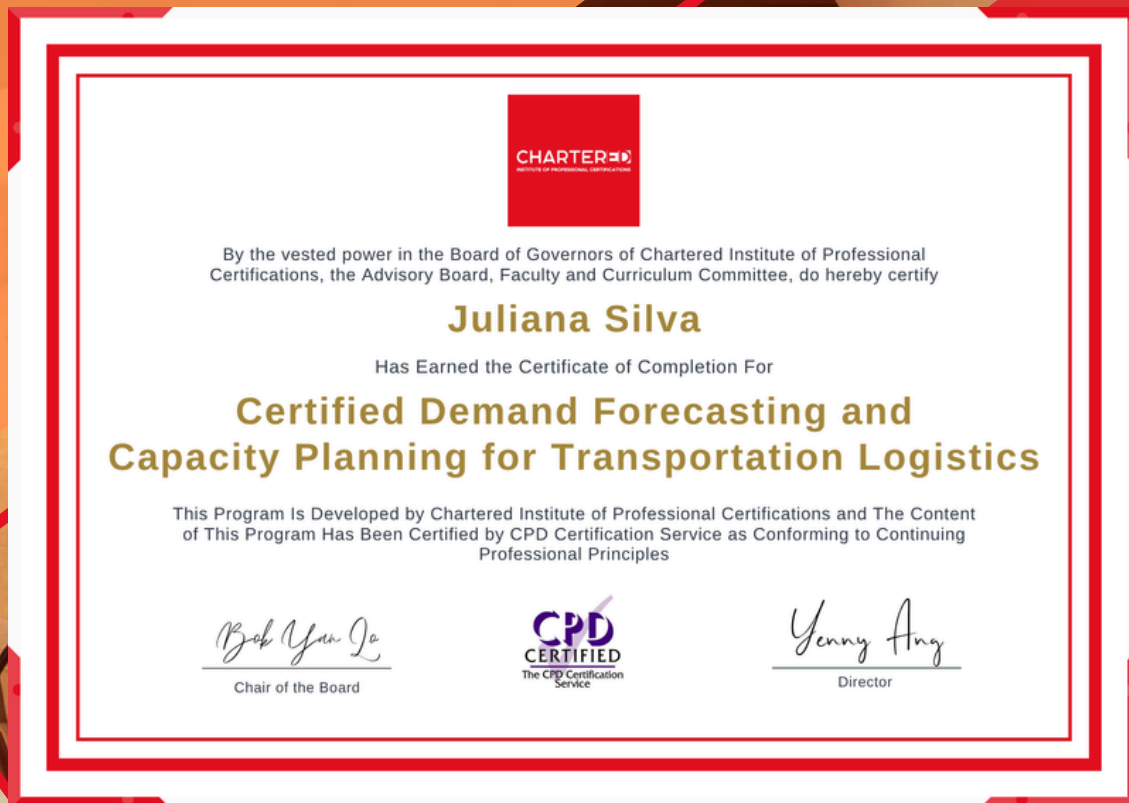 CHARTERED
INSTITUTE OF PROFESSIONAL CERTIFICATIONS
By the vested power in the Board of Governors of Chartered Institute of Professional
Certifications, the Advisory Board, Faculty and Curriculum Committee, do hereby certify
Juliana Silva
Has Earned the Certificate of Completion For
Certified Demand Forecasting and
Capacity Planning for Transportation Logistics
This Program Is Developed by Chartered Institute of Professional Certifications and The Content
of This Program Has Been Certified by CPD Certification Service as Conforming to Continuing
Professional Principles
Bok Yan Lo
Chair of the Board
CPD
CERTIFIED
The CPD Certification
Service
Yenny Ang
Director